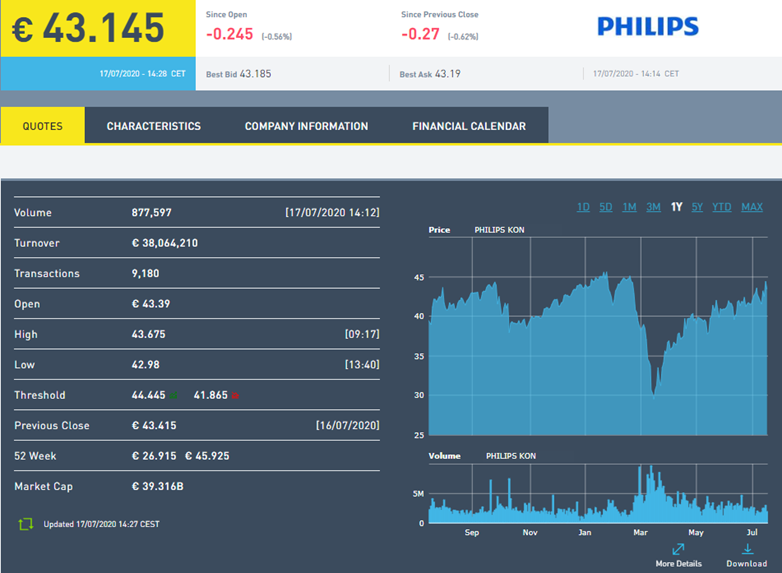 € 43.145
17/07/2020 - 14:28 CET
Since Open
-0.245 (-0.56%)
Since Previous Close
-0.27 (-0.62%)
PHILIPS
Best Bid 43.185
Best Ask 43.19
17/07/2020 - 14:14 CET
QUOTES
CHARACTERISTICS
COMPANY INFORMATION
FINANCIAL CALENDAR
Volume 877,597 [17/07/2020 14:12]
Turnover € 38,064,210
Transactions 9,180
Open € 43.39
High 43.675 [09:17]
Low 42.98 [13:40]
Threshold 44.445 41.865
Previous Close € 43.415 [16/07/2020]
52 Week € 26.915 € 45.925
Market Cap € 39.316B
Updated 17/07/2020 14:27 CEST
1D 5D 1M 3M 1Y 5Y YTD MAX
Price PHILIPS KON
45
40
35
30
25
Volume PHILIPS KON
5M
0
Sep Nov Jan Mar May Jul
More Details
Download